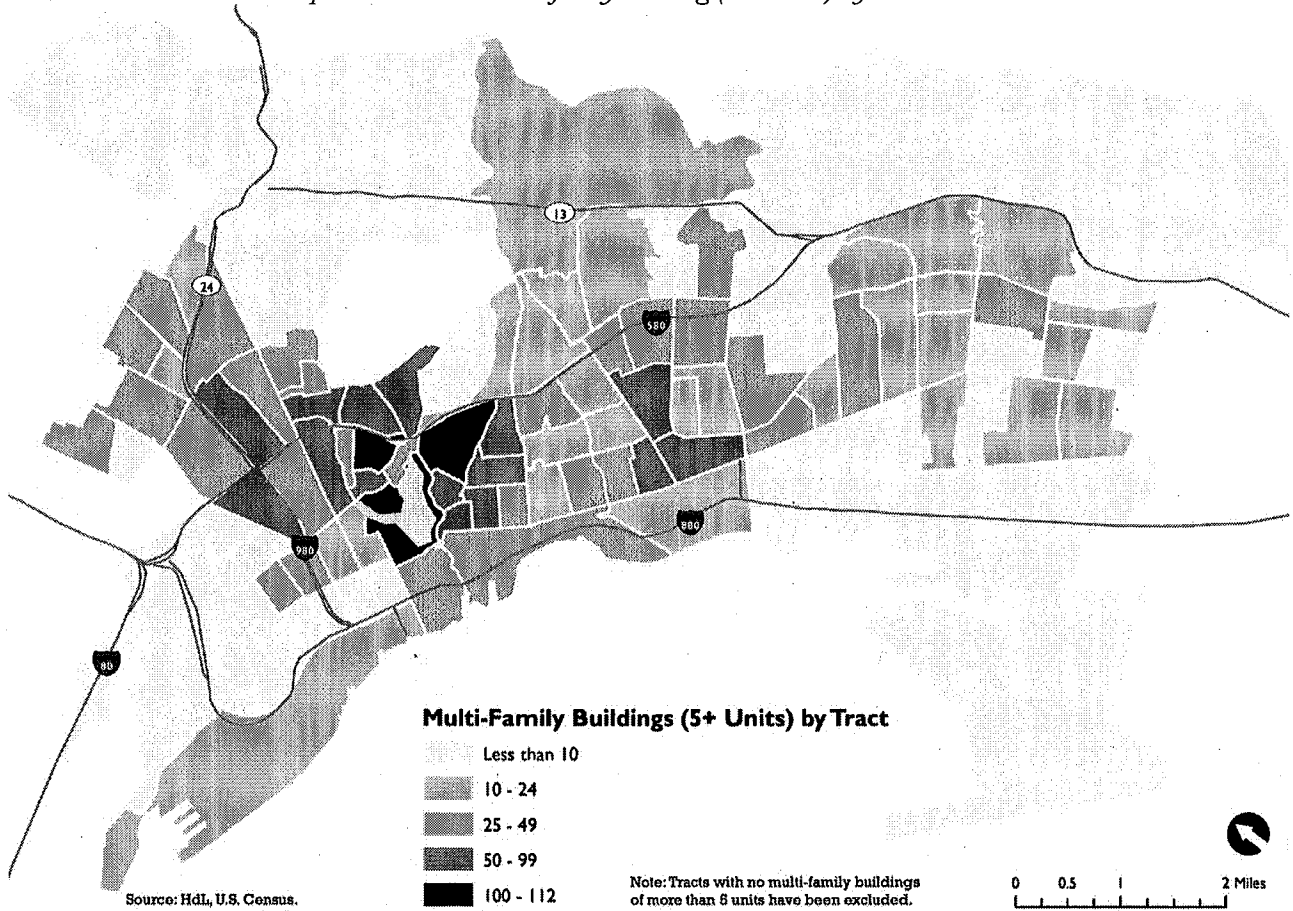 13
24
580
980
880
80
Multi-Family Buildings (5+ Units) by Tract
Less than 10
10 - 24
25 - 49
50 - 99
100 - 112
Source: HdL, U.S. Census.
Note: Tracts with no multi-family buildings
of more than 5 units have been excluded.
0 0.5 1 2 Miles